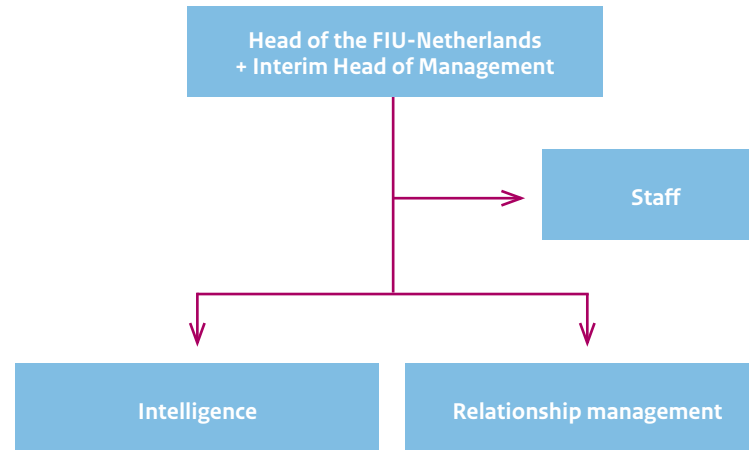 Head of the FIU-Netherlands
+ Interim Head of Management
Staff
Intelligence
Relationship management